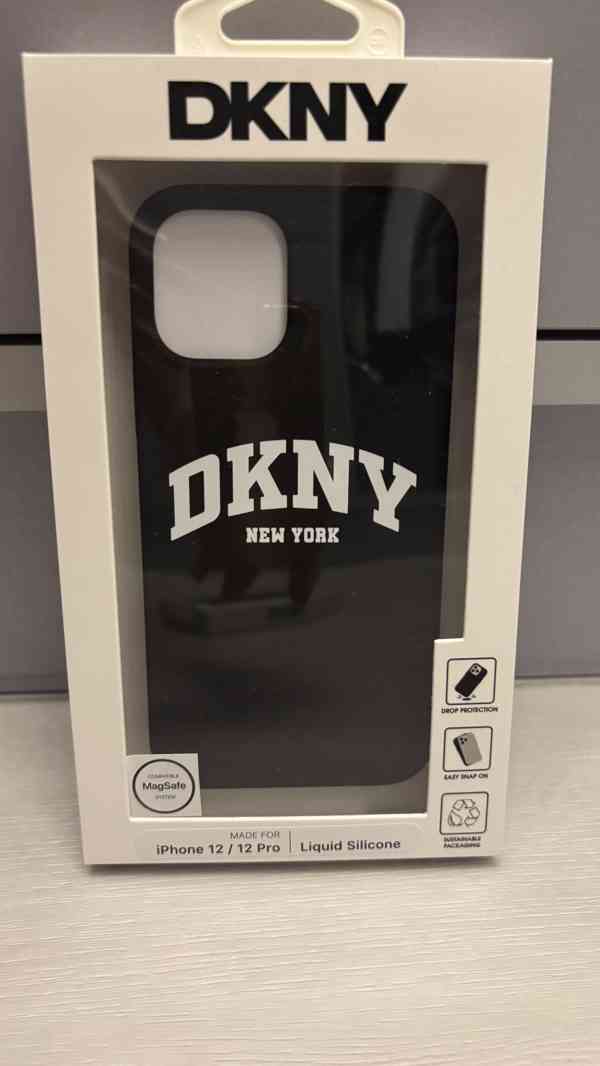 DKNY
DKNY
NEW YORK
DROP PROTECTION
EASY SNAP ON
SUSTAINABLE
PACKAGING
COMPATIBLE
MagSafe
SYSTEM
MADE FOR
iPhone 12 / 12 Pro | Liquid Silicone